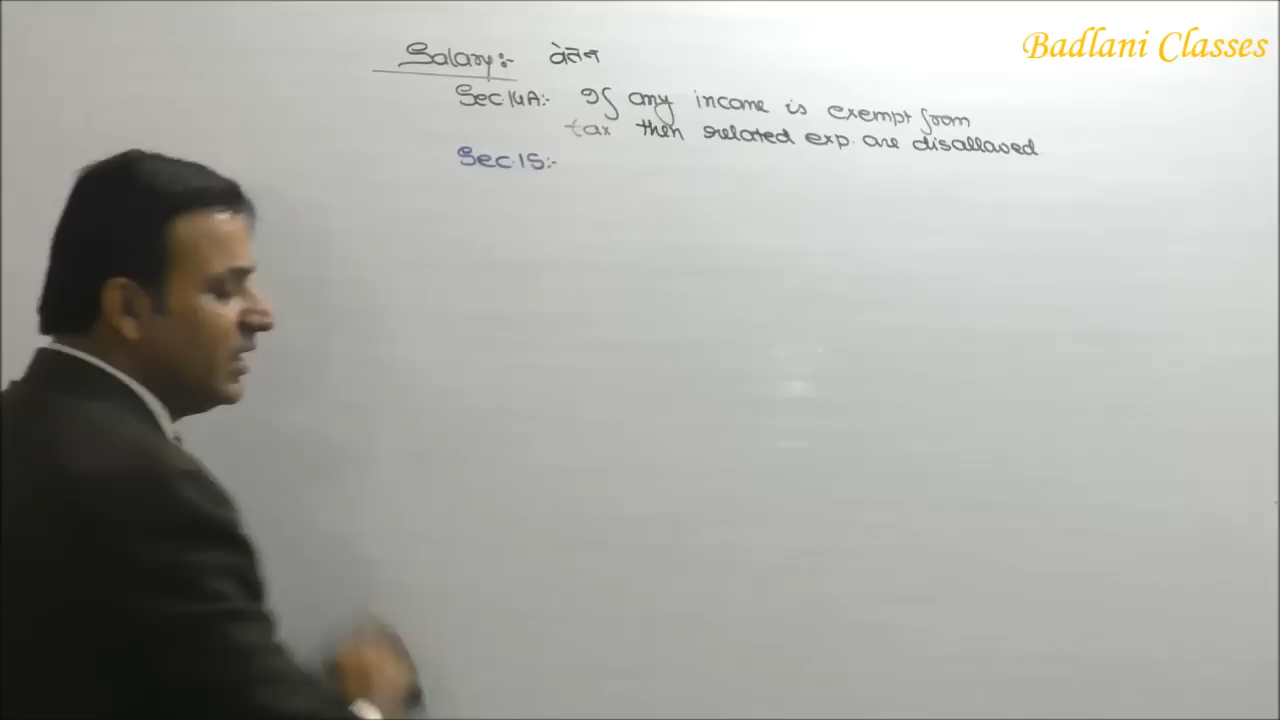 Badlani Classes
Salary:- वेतन
Sec 14A:- If any income is exempt from
tax then related exp. are disallowed
Sec.15:-